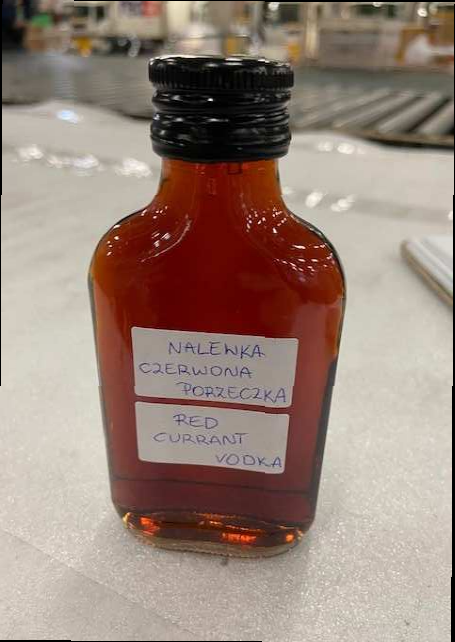 NALEWKA
CZERWONA
PORZECZKA
RED
CURRANT
VODKA